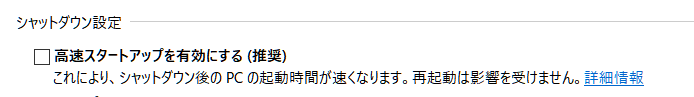 シャットダウン設定
高速スタートアップを有効にする (推奨)
これにより、シャットダウン後の PC の起動時間が速くなります。再起動は影響を受けません。詳細情報